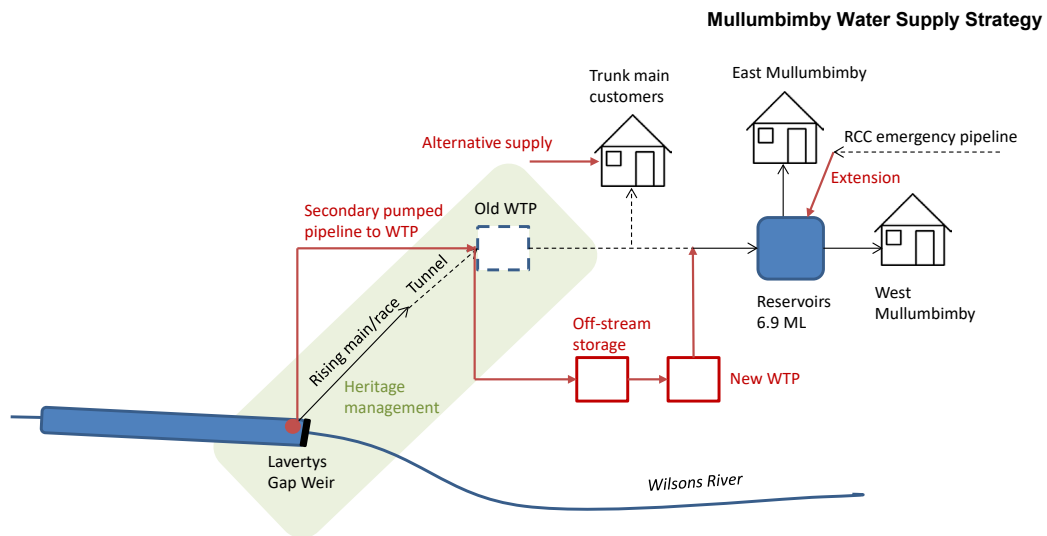 Mullumbimby Water Supply Strategy
East Mullumbimby
Trunk main
customers
RCC emergency pipeline
Alternative supply
Extension
Secondary pumped
pipeline to WTP
Old WTP
Tunnel
Rising main/race
Reservoirs
6.9 ML
West
Mullumbimby
Off-stream
storage
New WTP
Heritage
management
Lavertys
Gap Weir
Wilsons River